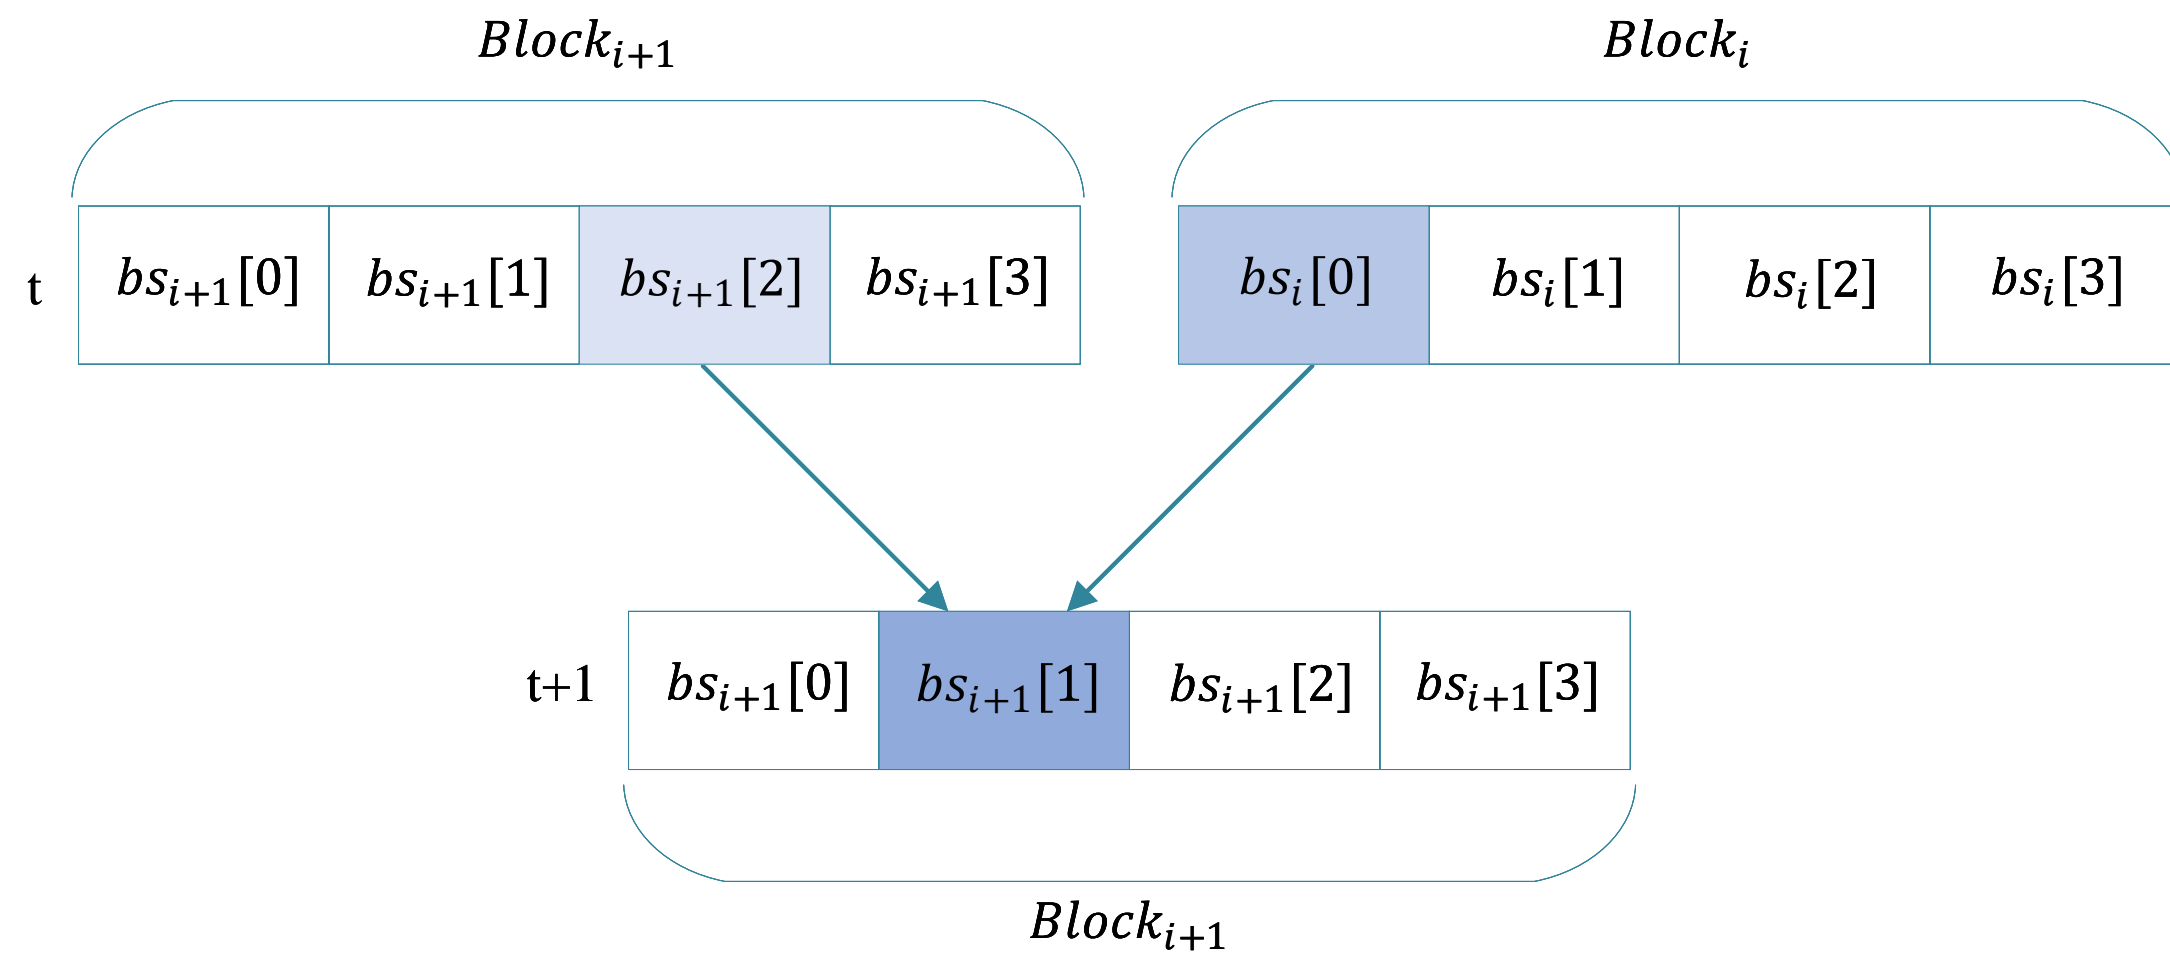 Block_{i+1} Block_i
t bs_{i+1}[0] bs_{i+1}[1] bs_{i+1}[2] bs_{i+1}[3] bs_i[0] bs_i[1] bs_i[2] bs_i[3]
t+1 bs_{i+1}[0] bs_{i+1}[1] bs_{i+1}[2] bs_{i+1}[3]
Block_{i+1}